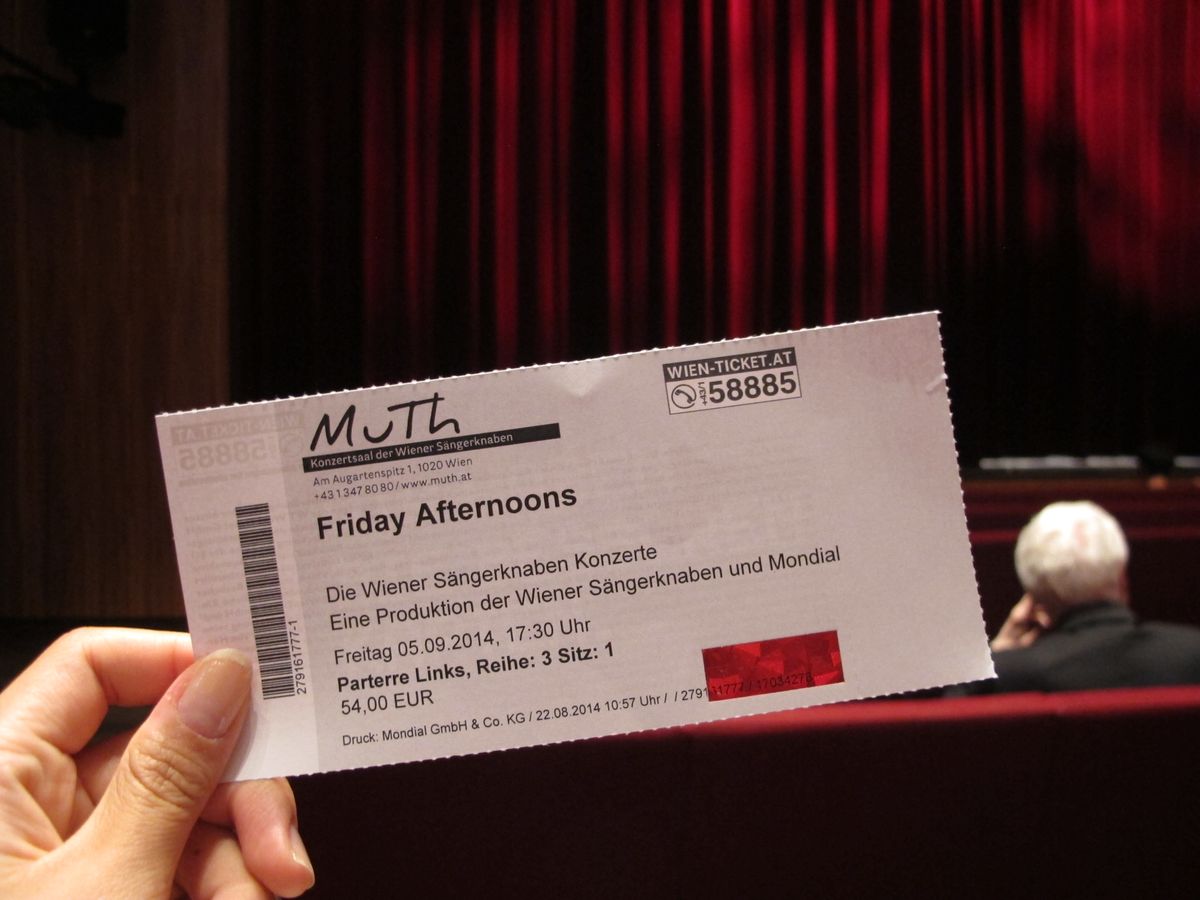 MuTh
Konzertsaal der Wiener Sängerknaben
Am Augartenspitz 1, 1020 Wien
+43 1 347 80 80 / www.muth.at
WIEN-TICKET.AT
+43/1 58885
Friday Afternoons
Die Wiener Sängerknaben Konzerte
Eine Produktion der Wiener Sängerknaben und Mondial
Freitag 05.09.2014, 17:30 Uhr
Parterre Links, Reihe: 3 Sitz: 1
54,00 EUR
Druck: Mondial GmbH & Co. KG / 22.08.2014 10:57 Uhr / /
279161777-1